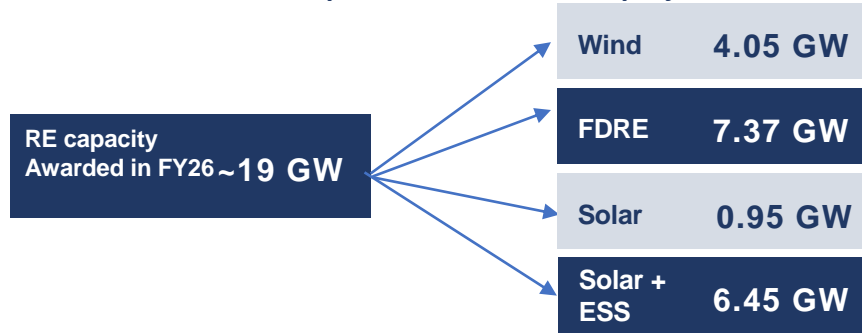 RE capacity
Awarded in FY26 ~19 GW
Wind 4.05 GW
FDRE 7.37 GW
Solar 0.95 GW
Solar +
ESS 6.45 GW